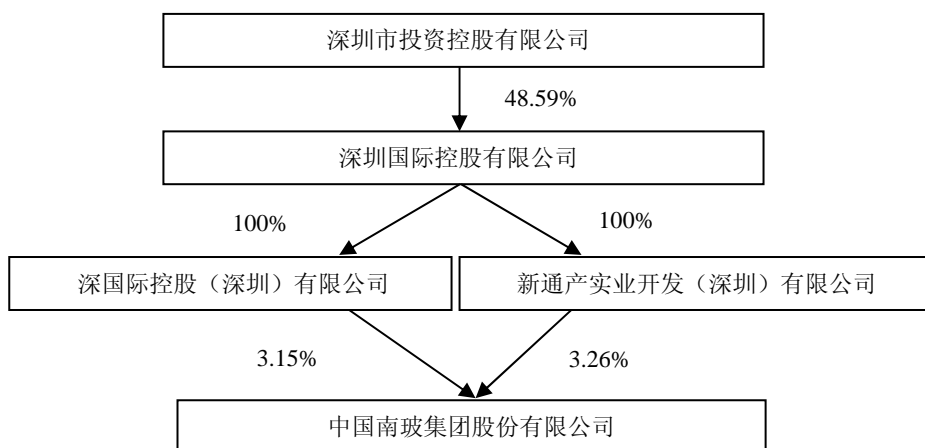 深圳市投资控股有限公司
48.59%
深圳国际控股有限公司
100%
100%
深国际控股（深圳）有限公司
新通产实业开发（深圳）有限公司
3.15%
3.26%
中国南玻集团股份有限公司